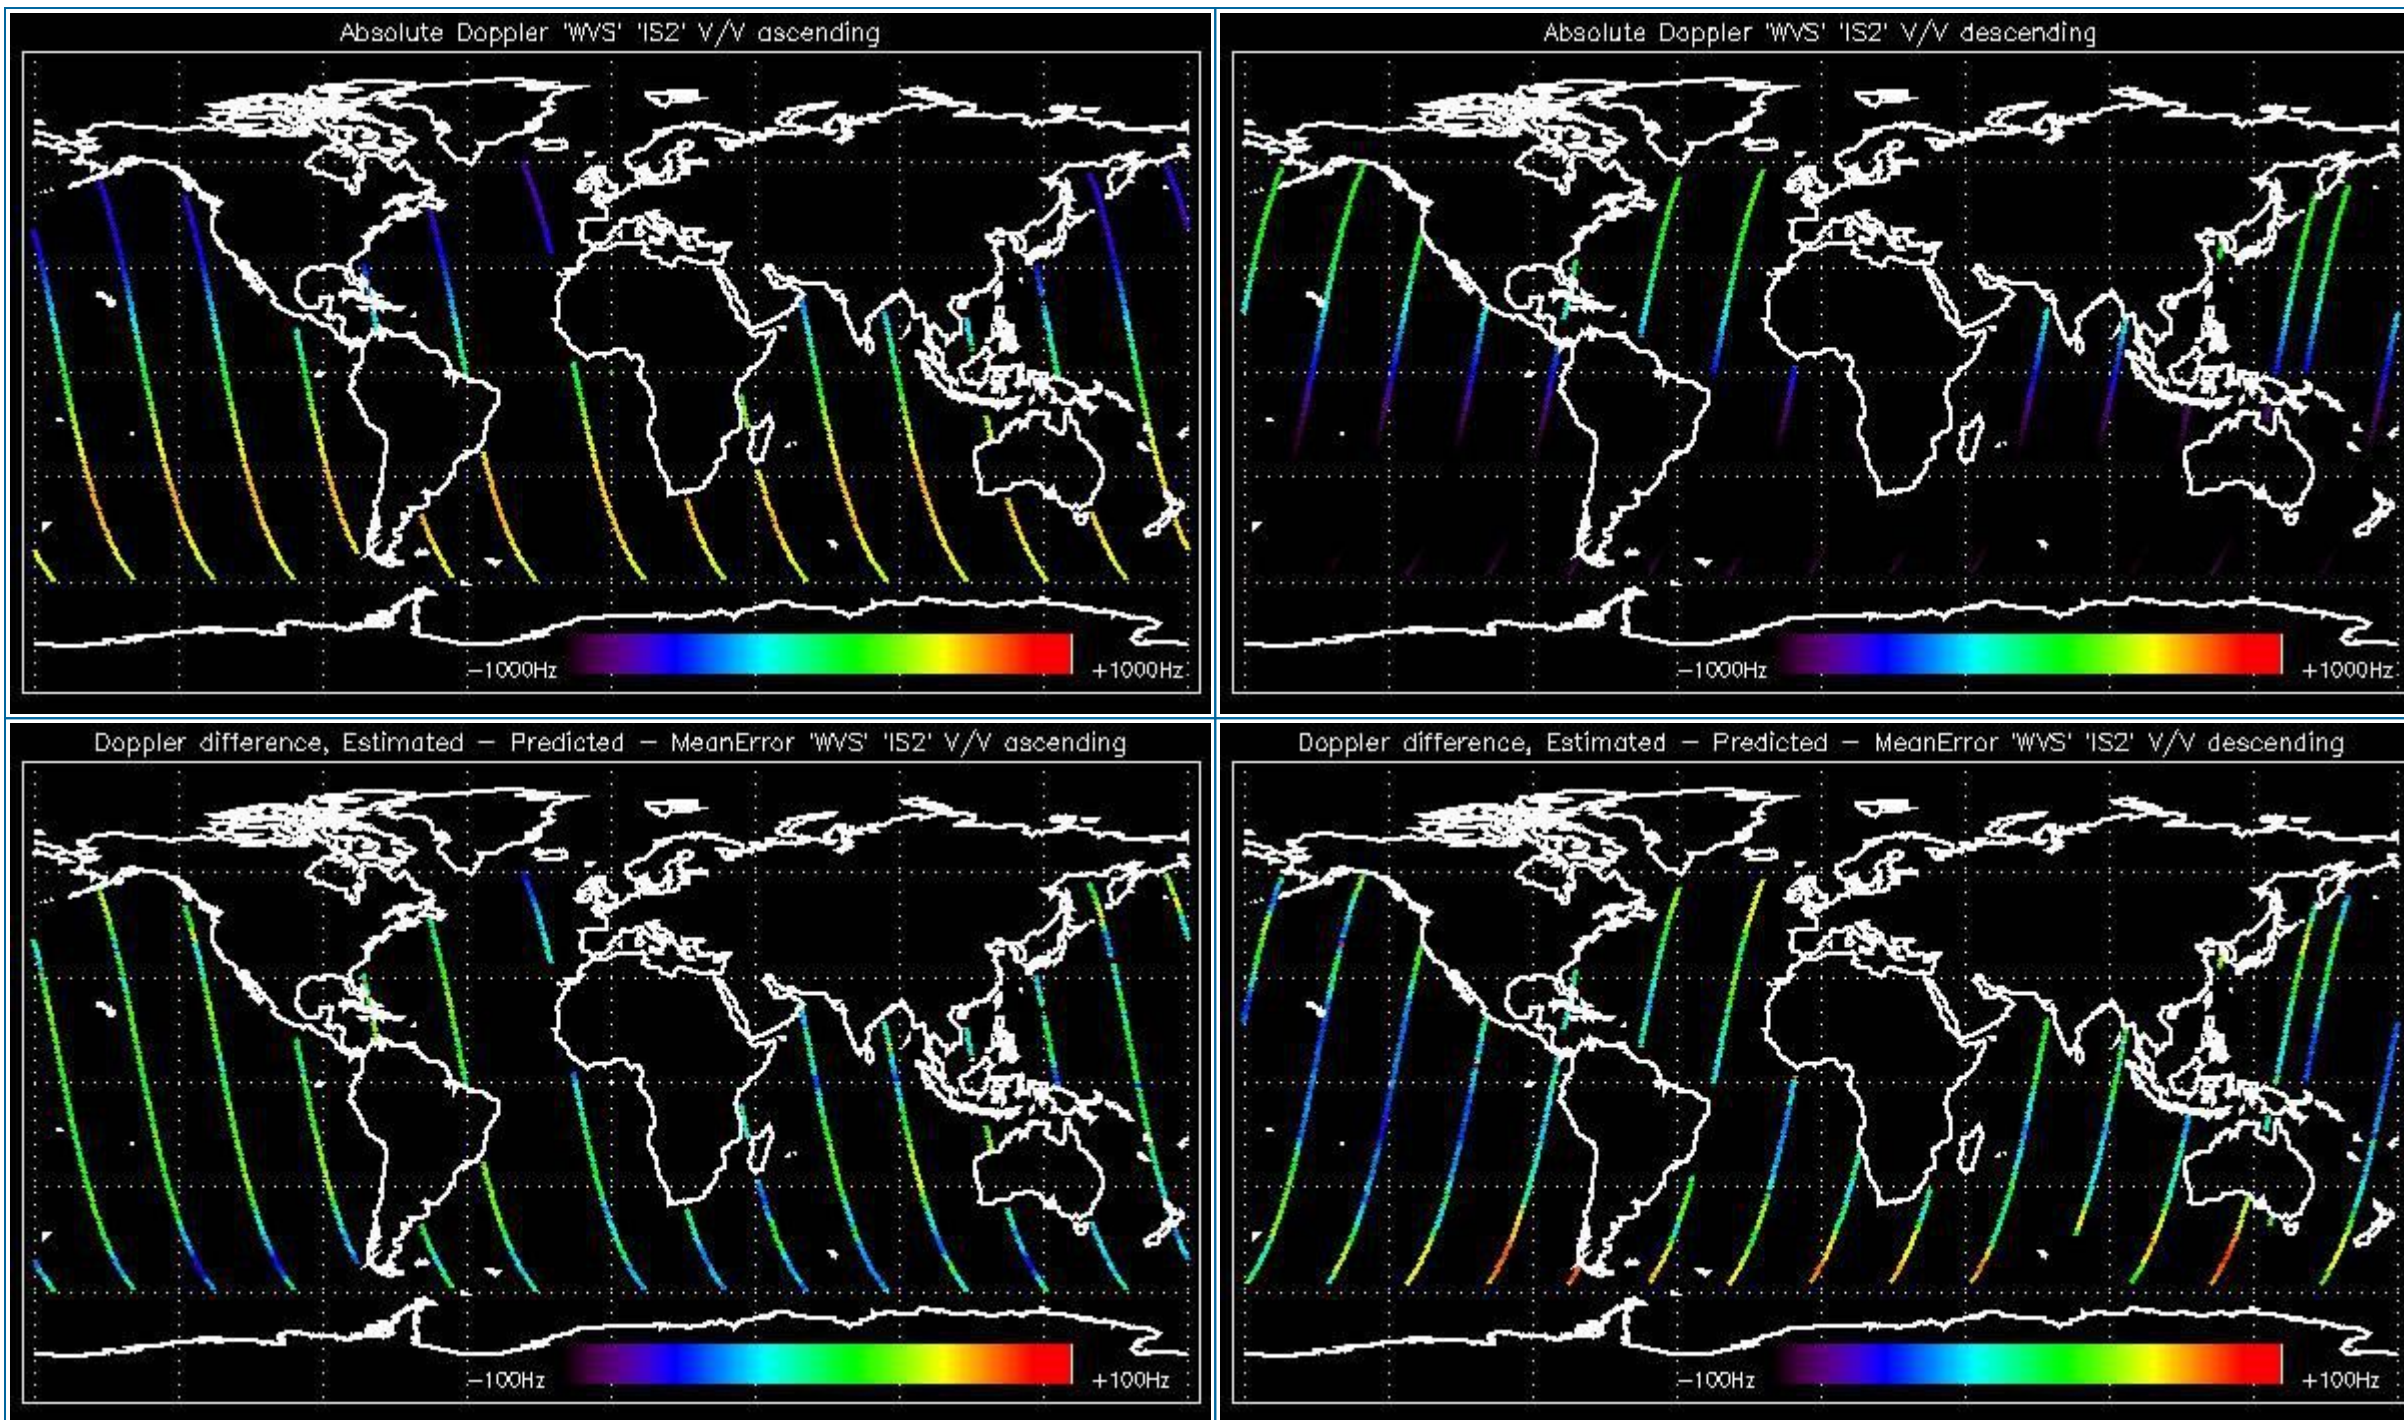 Absolute Doppler 'WVS' 'IS2' V/V ascending
−1000Hz
+1000Hz
Absolute Doppler 'WVS' 'IS2' V/V descending
−1000Hz
+1000Hz
Doppler difference, Estimated − Predicted − MeanError 'WVS' 'IS2' V/V ascending
−100Hz
+100Hz
Doppler difference, Estimated − Predicted − MeanError 'WVS' 'IS2' V/V descending
−100Hz
+100Hz